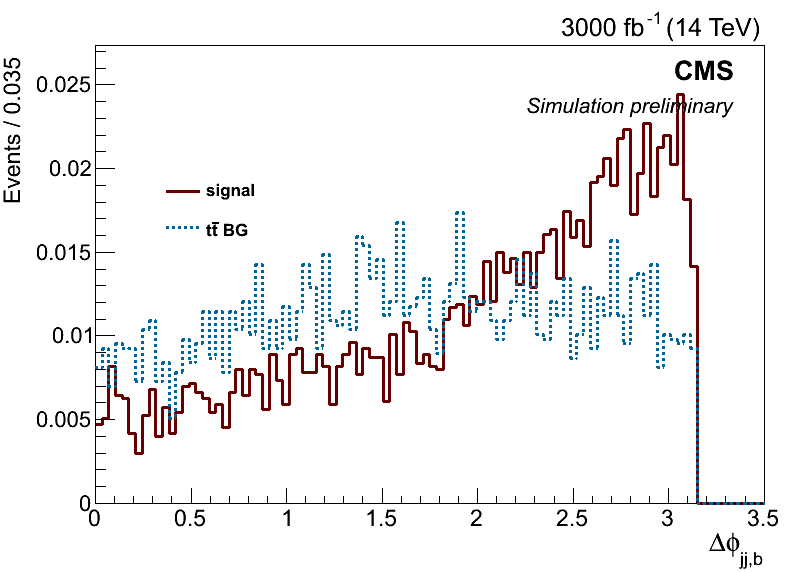 3000 fb⁻¹ (14 TeV)
CMS
Simulation preliminary
Events / 0.035
0.025
0.02
0.015
0.01
0.005
0
signal
tt̄ BG
0 0.5 1 1.5 2 2.5 3 3.5
Δϕjj,b